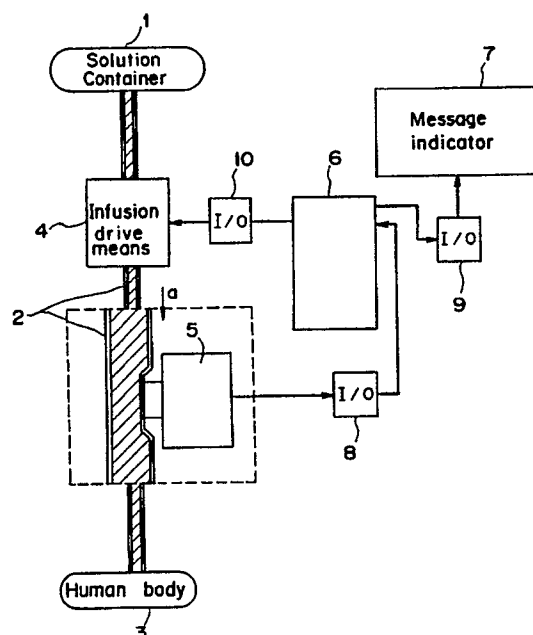 1
Solution
Container
7
Message
indicator
10
6
I/O
4
Infusion
drive
means
I/O
9
2
a
5
I/O
8
Human body
3